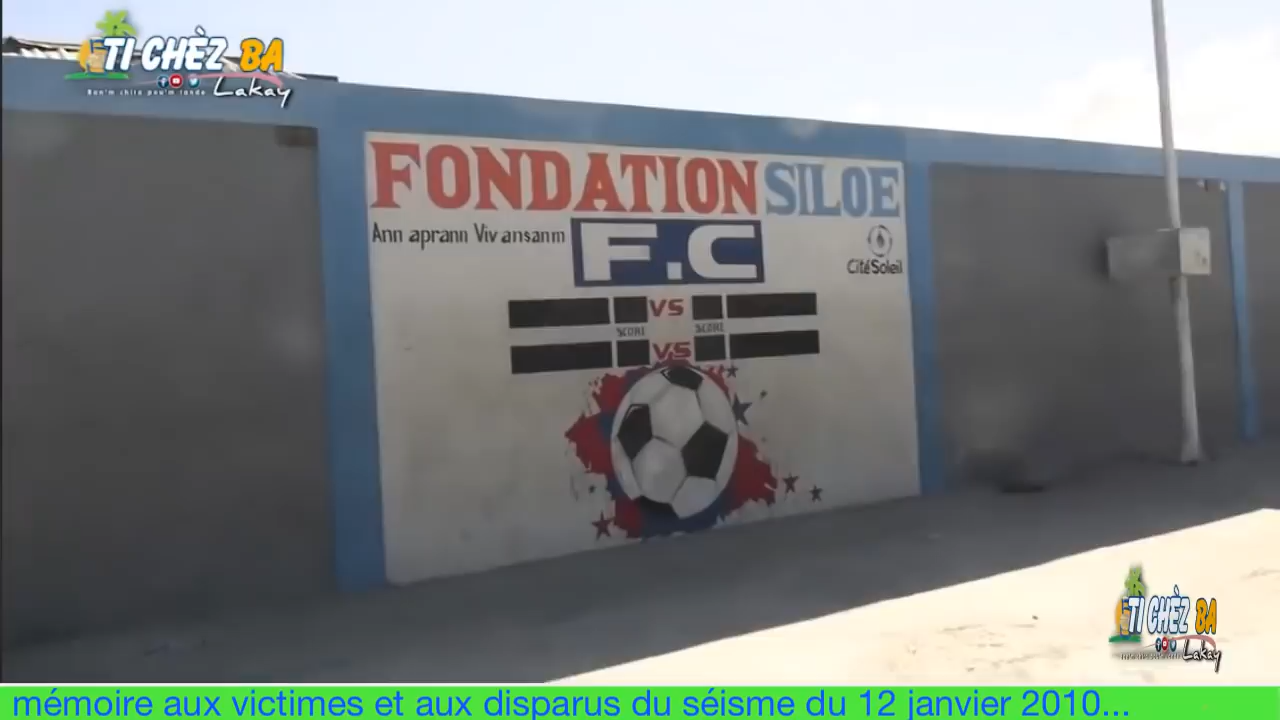 TI CHÈZ BA
Lakay
FONDATION SILOE
Ann aprann Viv ansanm
F.C
Cité Soleil
VS
SCORE SCORE
VS
TI CHÈZ BA
Lakay
mémoire aux victimes et aux disparus du séisme du 12 janvier 2010...